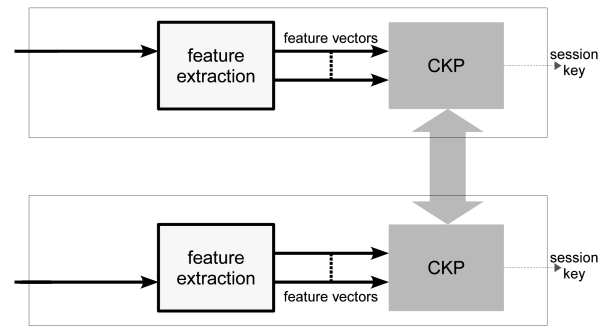 feature vectors
feature
extraction
CKP
session
key
feature
extraction
CKP
session
key
feature vectors